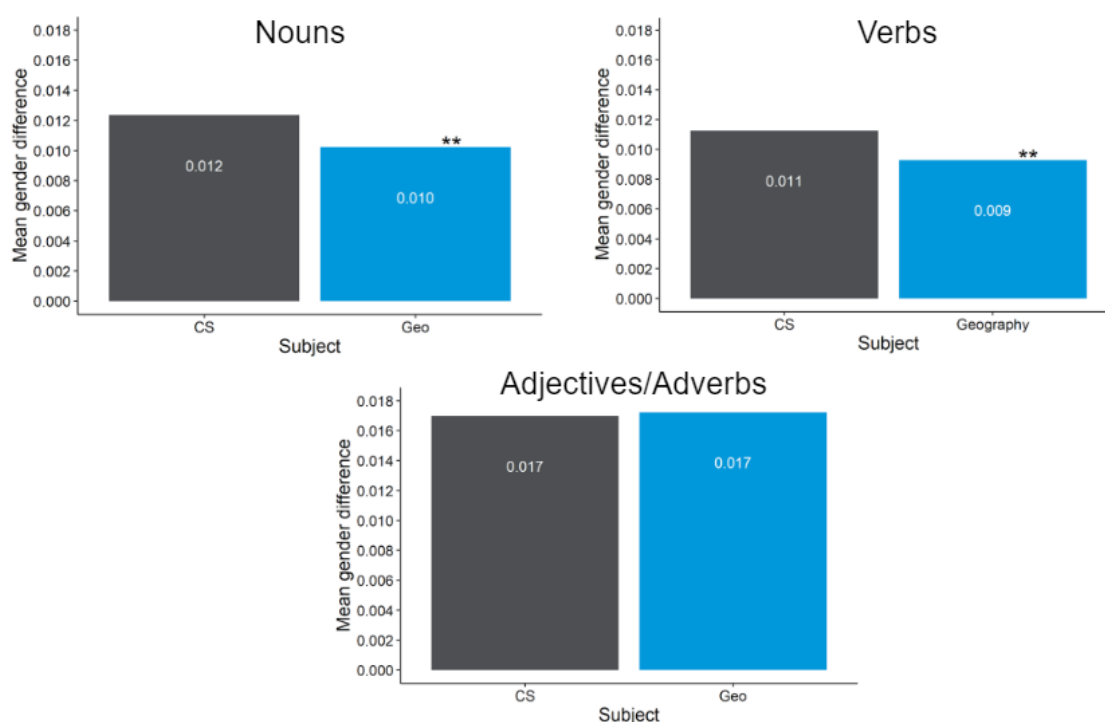 Nouns
Mean gender difference
0.018
0.016
0.014
0.012
0.010
0.008
0.006
0.004
0.002
0.000
0.012
**
0.010
CS
Geo
Subject
Verbs
Mean gender difference
0.018
0.016
0.014
0.012
0.010
0.008
0.006
0.004
0.002
0.000
0.011
**
0.009
CS
Geography
Subject
Adjectives/Adverbs
Mean gender difference
0.018
0.016
0.014
0.012
0.010
0.008
0.006
0.004
0.002
0.000
0.017
0.017
CS
Geo
Subject